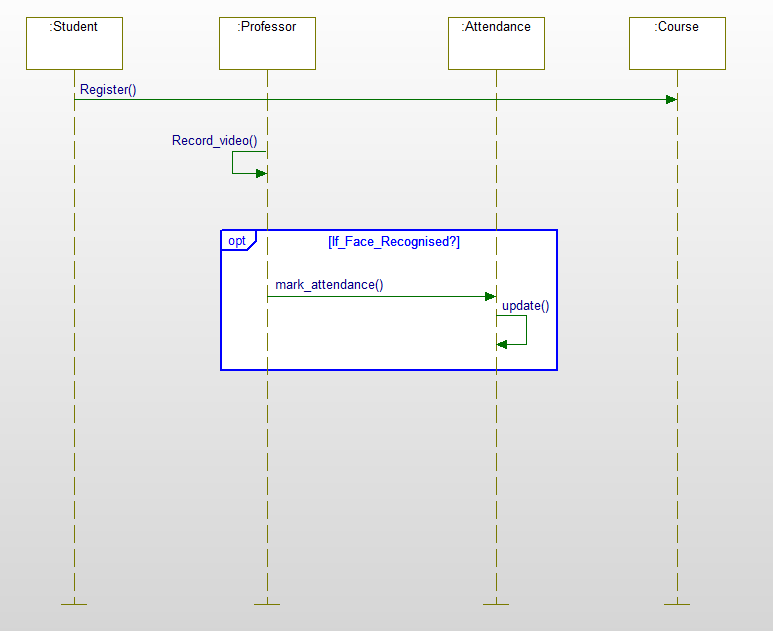 :Student
:Professor
:Attendance
:Course
Register()
Record_video()
opt
[If_Face_Recognised?]
mark_attendance()
update()